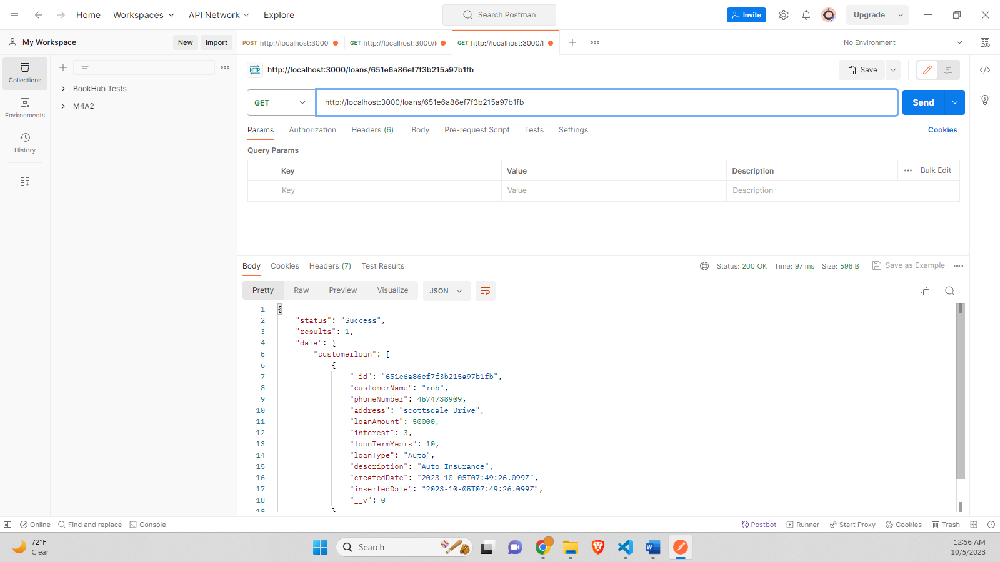 Home Workspaces API Network Explore Search Postman Invite Upgrade
My Workspace New Import POST http://localhost:3000, GET http://localhost:3000/l GET http://localhost:3000/l No Environment
Collections
Environments
History
BookHub Tests
M4A2
HTTP http://localhost:3000/loans/651e6a86ef7f3b215a97b1fb Save
GET http://localhost:3000/loans/651e6a86ef7f3b215a97b1fb Send
Params Authorization Headers (6) Body Pre-request Script Tests Settings Cookies
Query Params
Key Value Description Bulk Edit
Key Value Description
Body Cookies Headers (7) Test Results Status: 200 OK Time: 97 ms Size: 596 B Save as Example
Pretty Raw Preview Visualize JSON
1 {
2 "status": "Success",
3 "results": 1,
4 "data": {
5 "customerloan": [
6 {
7 "_id": "651e6a86ef7f3b215a97b1fb",
8 "customerName": "rob",
9 "phoneNumber": 4574738909,
10 "address": "scottsdale Drive",
11 "loanAmount": 50000,
12 "interest": 3,
13 "loanTermYears": 10,
14 "loanType": "Auto",
15 "description": "Auto Insurance",
16 "createdDate": "2023-10-05T07:49:26.099Z",
17 "insertedDate": "2023-10-05T07:49:26.099Z",
18 "__v": 0
19 }
Online Find and replace Console Postbot Runner Start Proxy Cookies Trash
72°F
Clear
Search
12:56 AM
10/5/2023